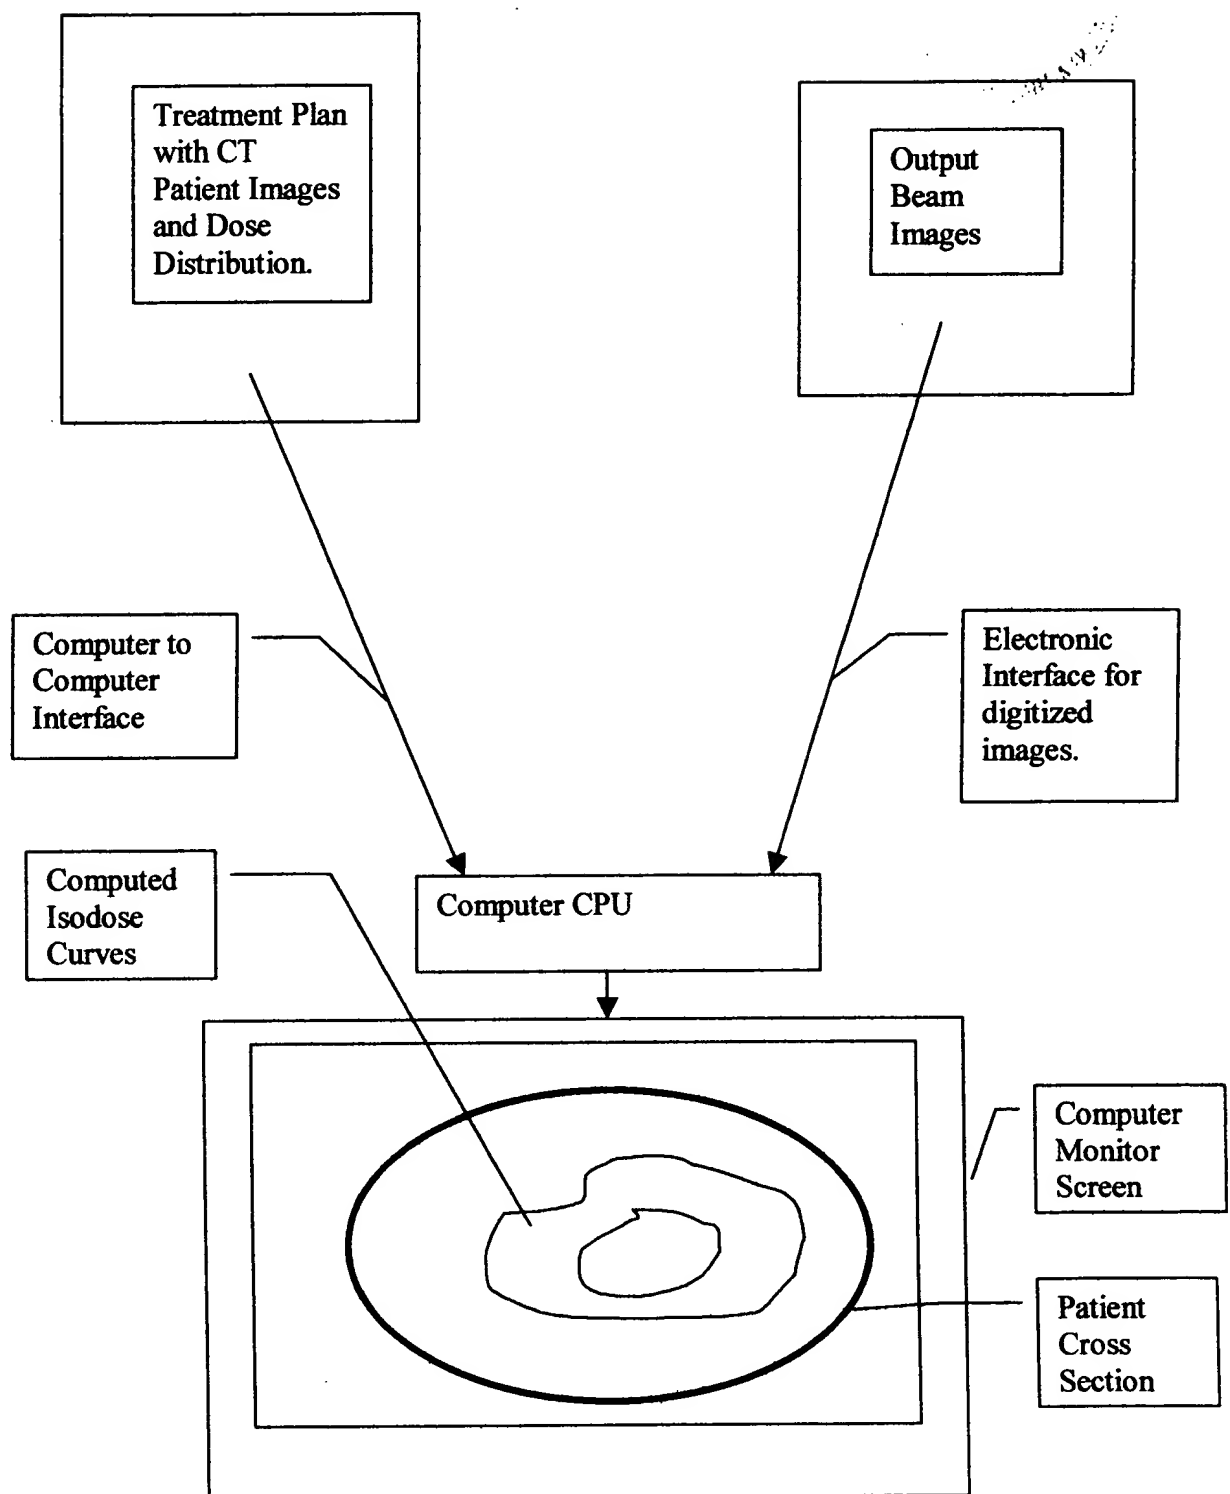 Treatment Plan
with CT
Patient Images
and Dose
Distribution.
Output
Beam
Images
Computer to
Computer
Interface
Electronic
Interface for
digitized
images.
Computed
Isodose
Curves
Computer CPU
Computer
Monitor
Screen
Patient
Cross
Section